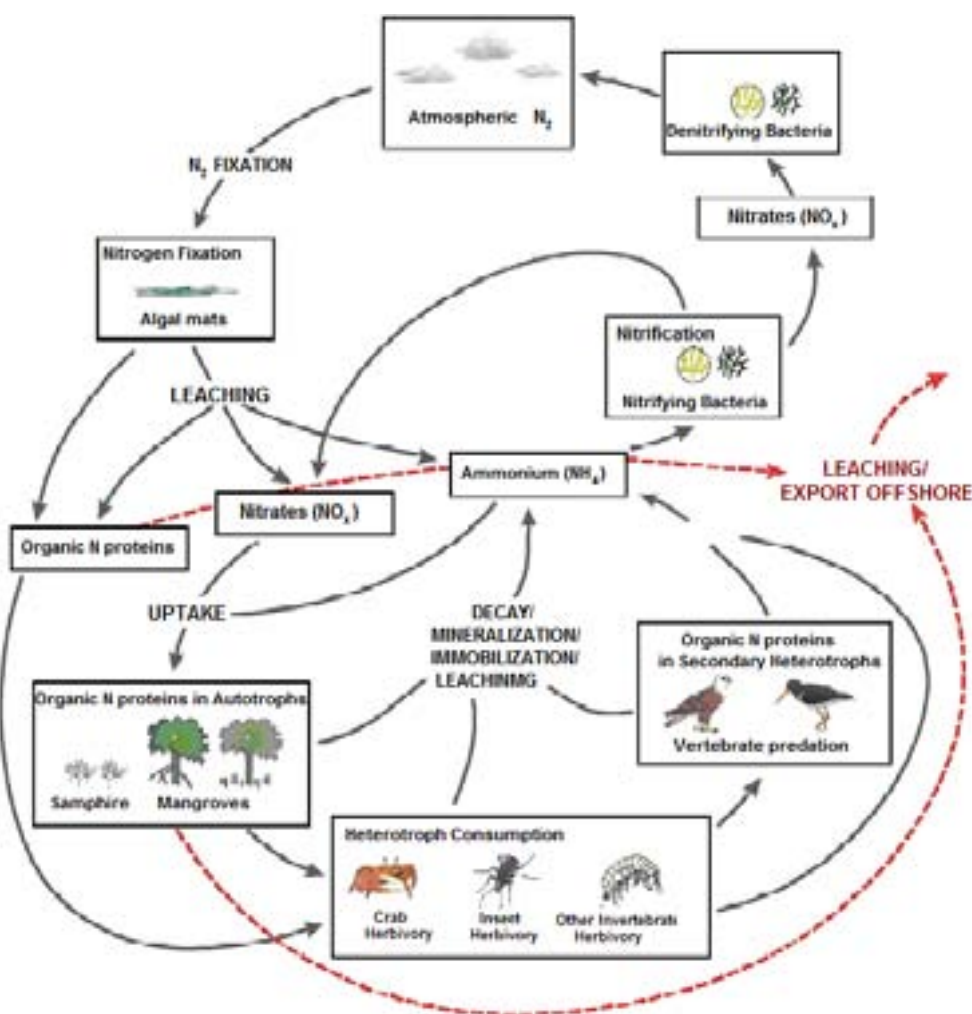 Atmospheric N₂
Denitrifying Bacteria
N₂ FIXATION
Nitrates (NOₓ)
Nitrogen Fixation
Algal mats
Nitrification
Nitrifying Bacteria
LEACHING
Ammonium (NH₄)
LEACHING/
EXPORT OFFSHORE
Nitrates (NOₓ)
Organic N proteins
UPTAKE
DECAY/
MINERALIZATION/
IMMOBILIZATION/
LEACHINMG
Organic N proteins
in Secondary Heterotrophs
Vertebrate predation
Organic N proteins in Autotrophs
Samphire
Mangroves
Heterotroph Consumption
Crab
Herbivory
Insect
Herbivory
Other Invertebrate
Herbivory